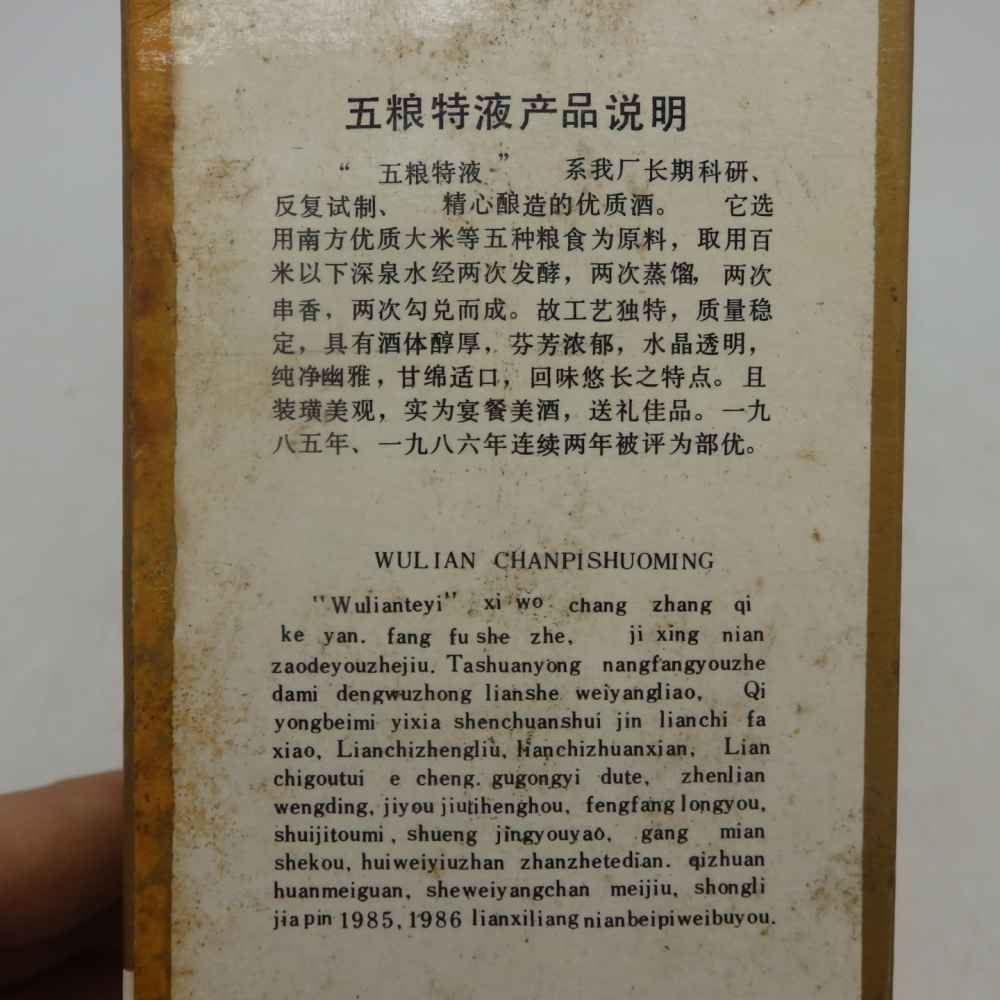 五粮特液产品说明
“五粮特液” 系我厂长期科研、
反复试制、 精心酿造的优质酒。 它选
用南方优质大米等五种粮食为原料，取用百
米以下深泉水经两次发酵，两次蒸馏，两次
串香，两次勾兑而成。故工艺独特，质量稳
定，具有酒体醇厚，芬芳浓郁，水晶透明，
纯净幽雅，甘绵适口，回味悠长之特点。且
装璜美观，实为宴餐美酒，送礼佳品。一九
八五年、一九八六年连续两年被评为部优。
WULIAN CHANPISHUOMING
"Wulianteyi" xi wo chang zhang qi
ke yan. fang fu she zhe, ji xing nian
zaodeyouzhejiu. Tashuanyong nangfangyouzhe
dami dengwuzhong lianshe weiyangliao, Qi
yongbeimi yixia shenchuanshui jin lianchi fa
xiao, Lianchizhengliu, lianchizhuanxian, Lian
chigoutui e cheng. gugongyi dute, zhenlian
wengding, jiyou jiutihenghou, fengfang longyou,
shuijitoumi, shueng jingyouyao, gang mian
shekou, huiweiyiuzhan zhanzhetedian. qizhuan
huanmeiguan, sheweiyangchan meijiu, shongli
jiapin 1985, 1986 lianxiliang nianbeipiweibuyou.